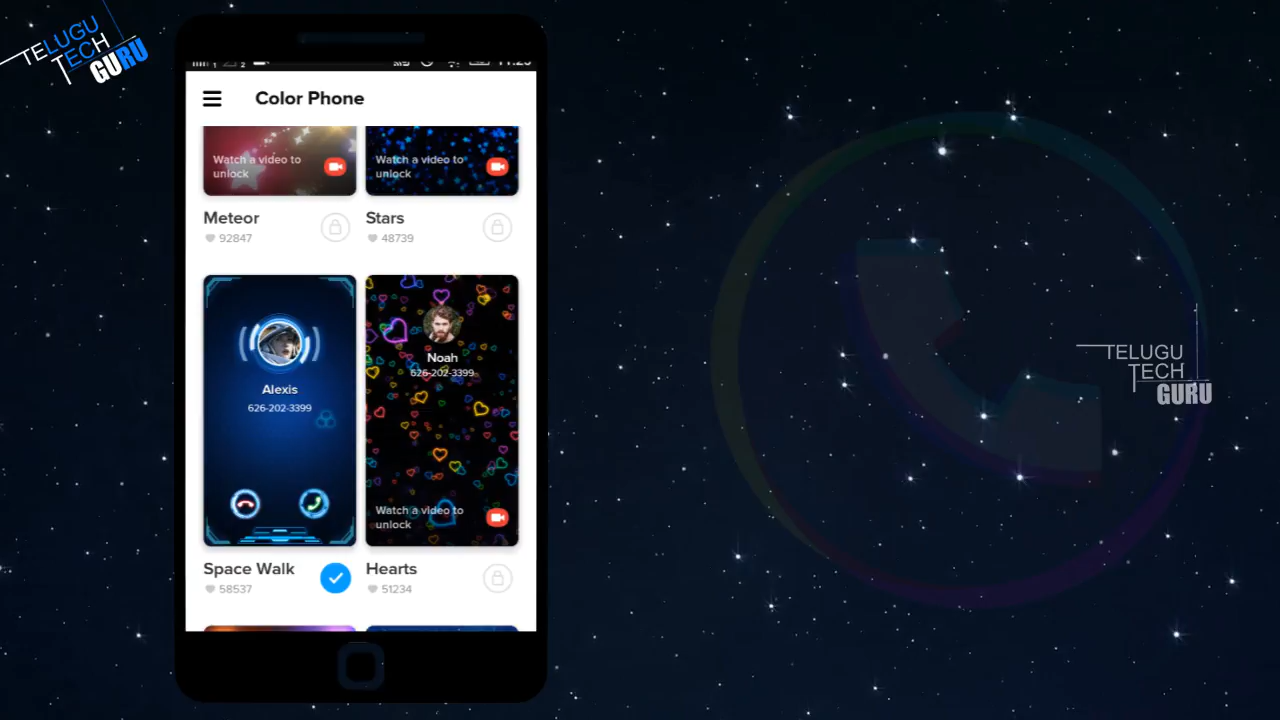 TELUGU
TECH
GURU
Color Phone
Watch a video to
unlock
Watch a video to
unlock
Meteor
92847
Stars
48739
Alexis
626-202-3399
Noah
626-202-3399
Watch a video to
unlock
Space Walk
58537
Hearts
51234
TELUGU
TECH
GURU